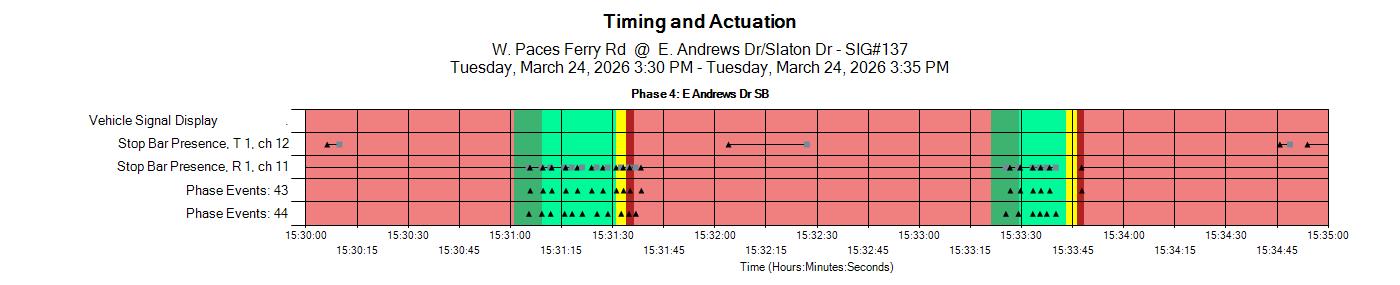 Timing and Actuation
W. Paces Ferry Rd @ E. Andrews Dr/Slaton Dr - SIG#137
Tuesday, March 24, 2026 3:30 PM - Tuesday, March 24, 2026 3:35 PM
Phase 4: E Andrews Dr SB
Vehicle Signal Display .
Stop Bar Presence, T 1, ch 12
Stop Bar Presence, R 1, ch 11
Phase Events: 43
Phase Events: 44
15:30:00 15:30:30 15:31:00 15:31:30 15:32:00 15:32:30 15:33:00 15:33:30 15:34:00 15:34:30 15:35:00
15:30:15 15:30:45 15:31:15 15:31:45 15:32:15 15:32:45 15:33:15 15:33:45 15:34:15 15:34:45
Time (Hours:Minutes:Seconds)